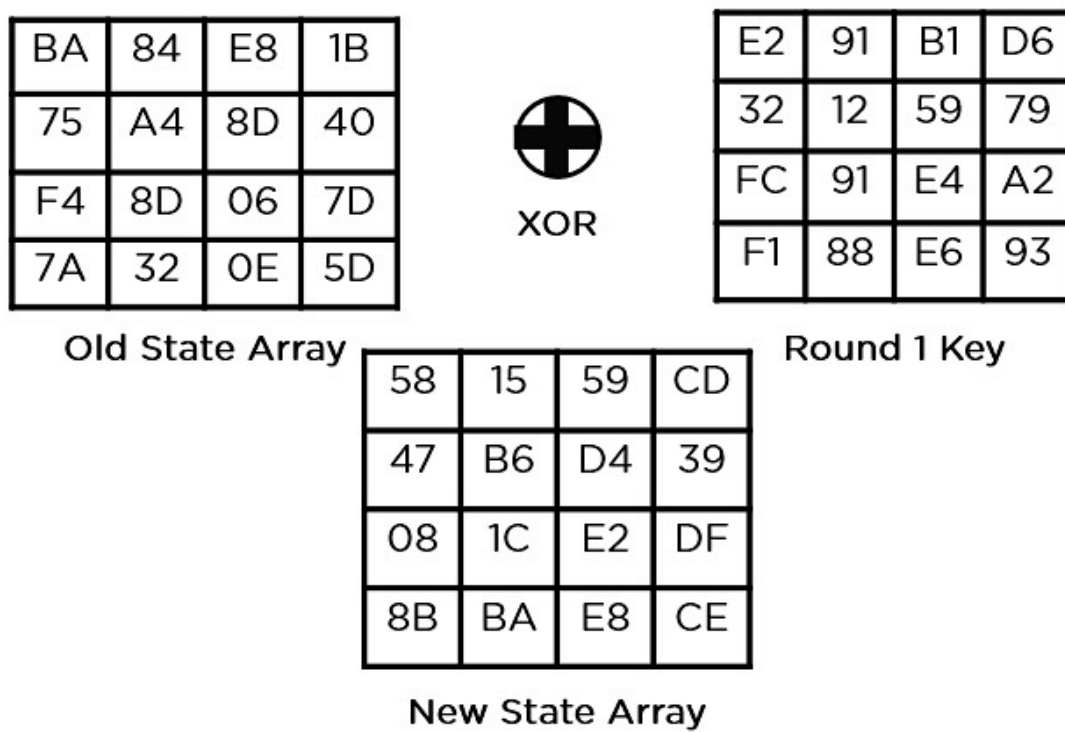 BA 84 E8 1B
75 A4 8D 40
F4 8D 06 7D
7A 32 0E 5D
Old State Array
XOR
E2 91 B1 D6
32 12 59 79
FC 91 E4 A2
F1 88 E6 93
Round 1 Key
58 15 59 CD
47 B6 D4 39
08 1C E2 DF
8B BA E8 CE
New State Array